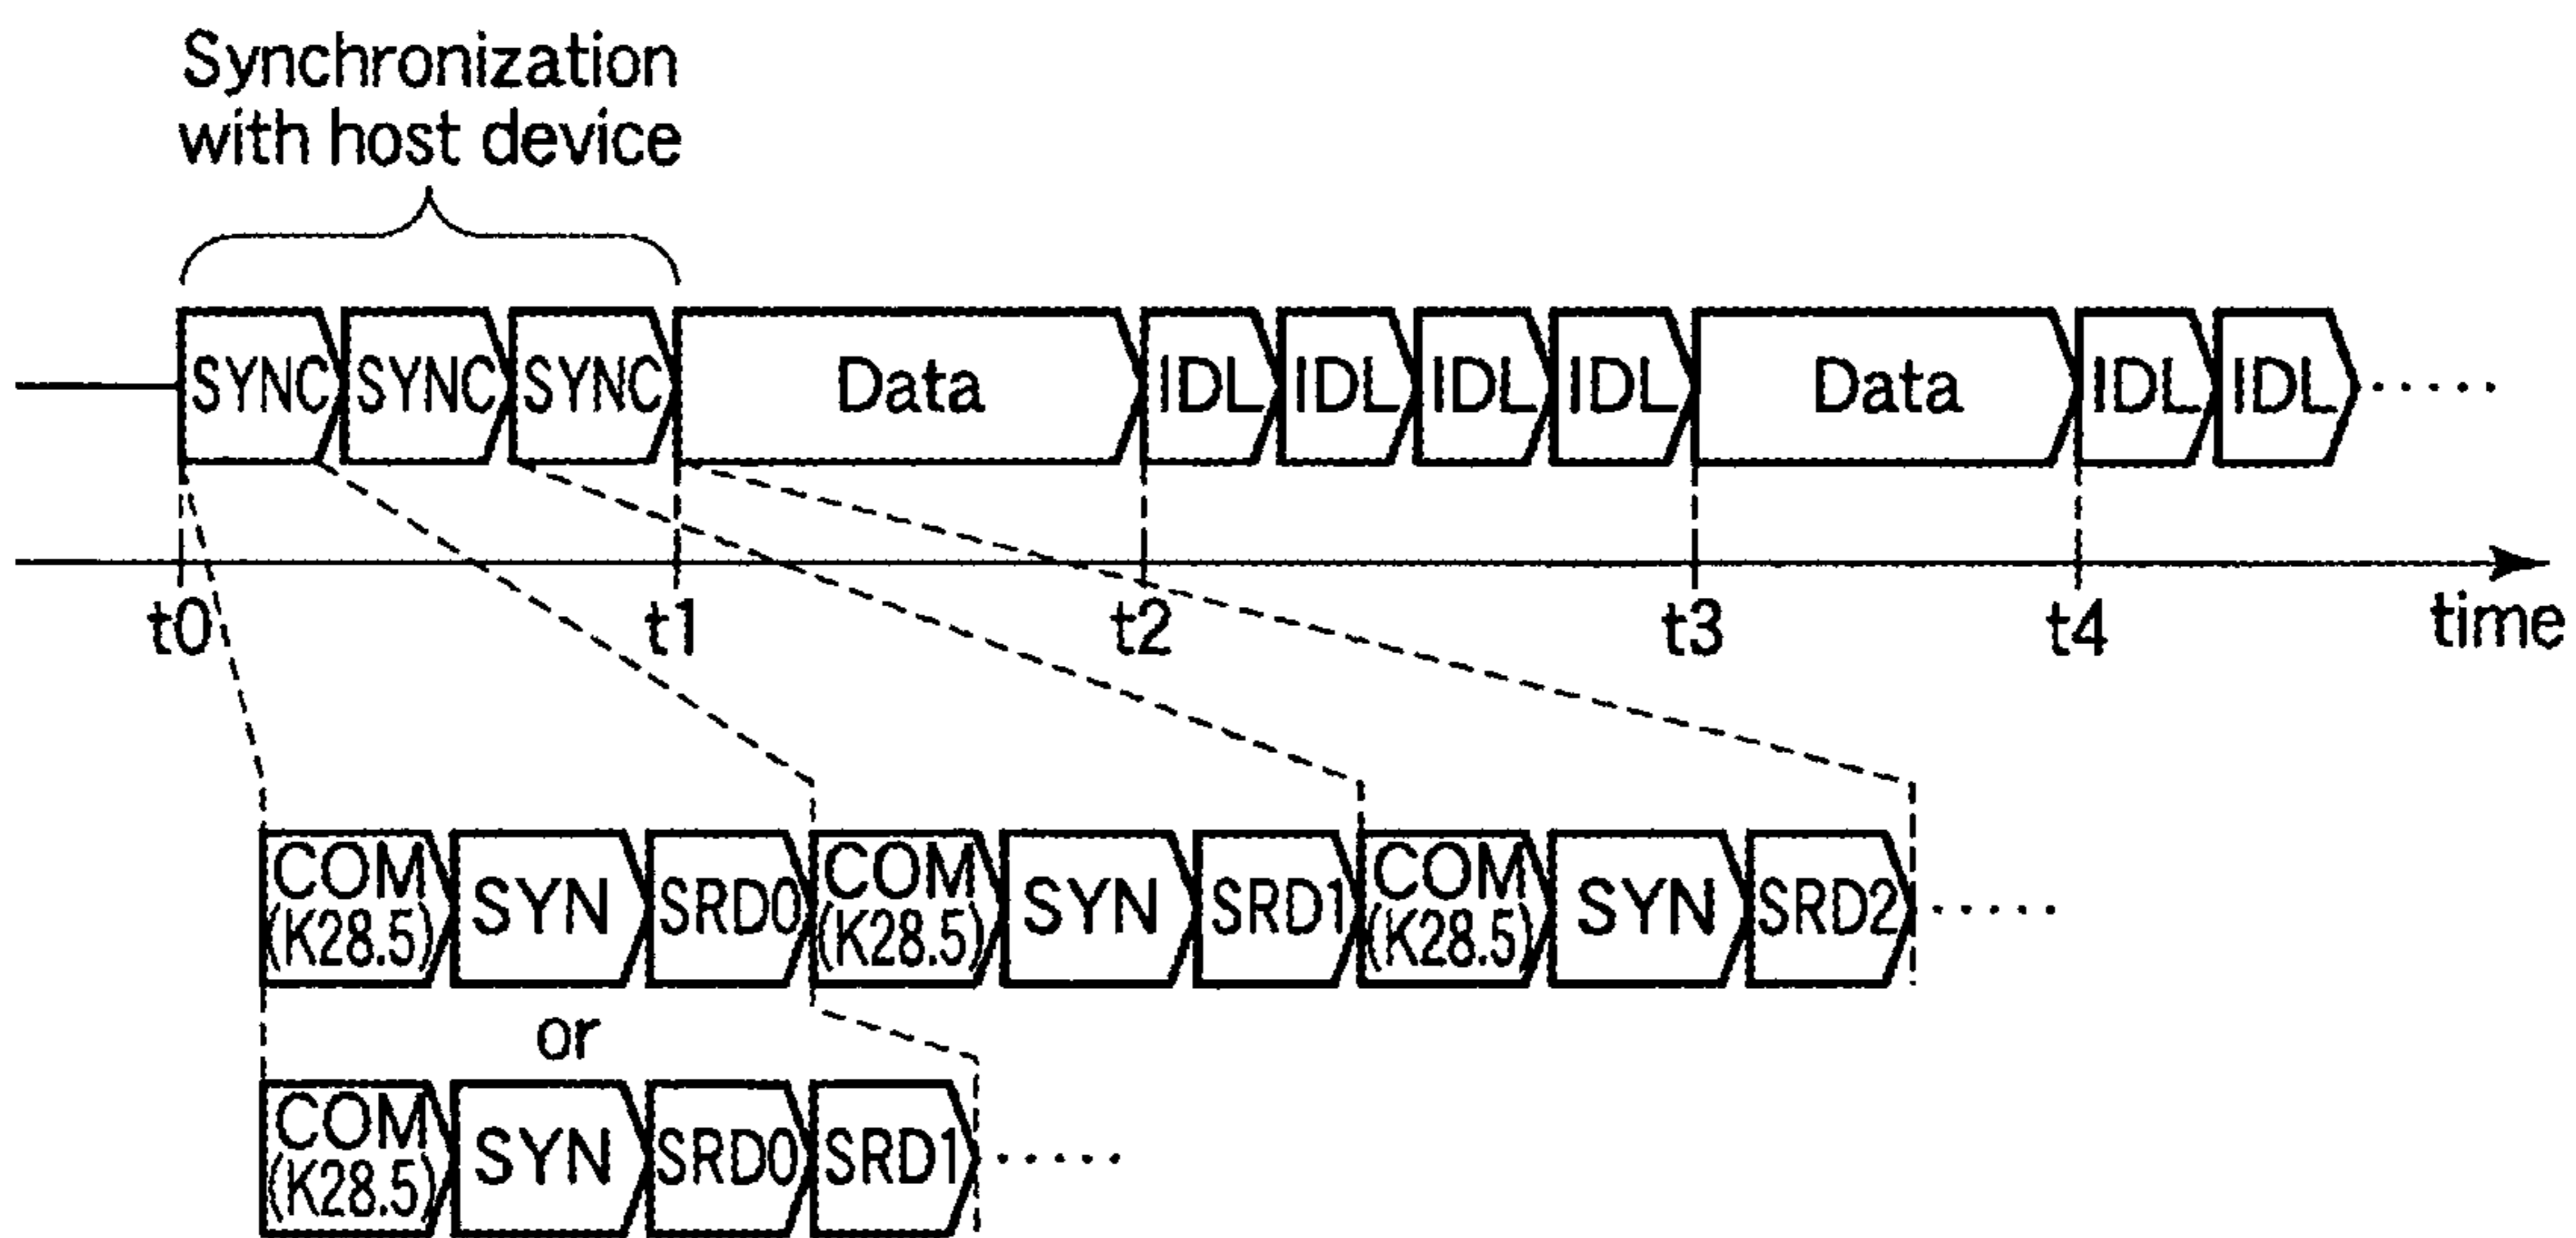 Synchronization
with host device
SYNC SYNC SYNC Data IDL IDL IDL IDL Data IDL IDL ·····
t0 t1 t2 t3 t4 time
COM (K28.5) SYN SRD0 COM (K28.5) SYN SRD1 COM (K28.5) SYN SRD2 ·····
or
COM (K28.5) SYN SRD0 SRD1 ·····